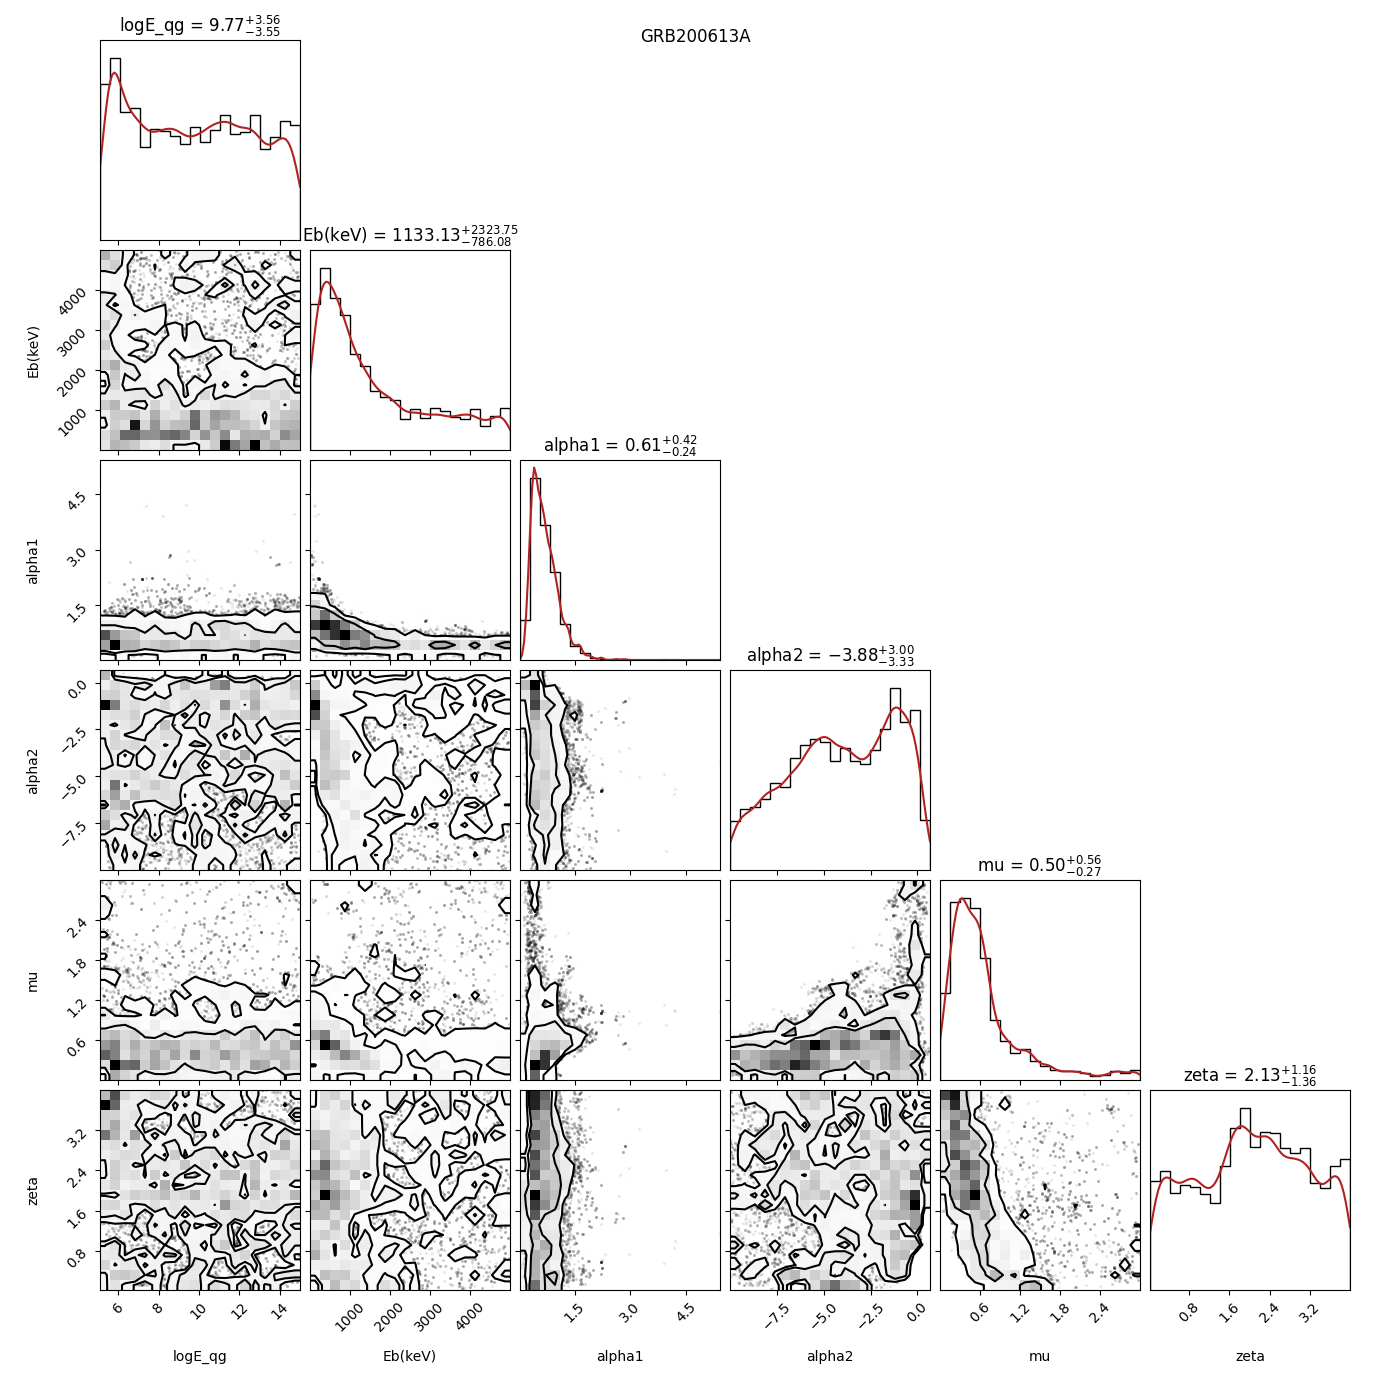 logE_qg = 9.77+3.56 −3.55
GRB200613A
Eb(keV) = 1133.13+2323.75 −786.08
4000
3000
2000
1000
Eb(keV)
alpha1 = 0.61+0.42 −0.24
4.5
3.0
1.5
alpha1
alpha2 = −3.88+3.00 −3.33
0.0
−2.5
−5.0
−7.5
alpha2
mu = 0.50+0.56 −0.27
2.4
1.8
1.2
0.6
mu
zeta = 2.13+1.16 −1.36
3.2
2.4
1.6
0.8
zeta
6 8 10 12 14
1000 2000 3000 4000
1.5 3.0 4.5
−7.5 −5.0 −2.5 0.0
0.6 1.2 1.8 2.4
0.8 1.6 2.4 3.2
logE_qg Eb(keV) alpha1 alpha2 mu zeta